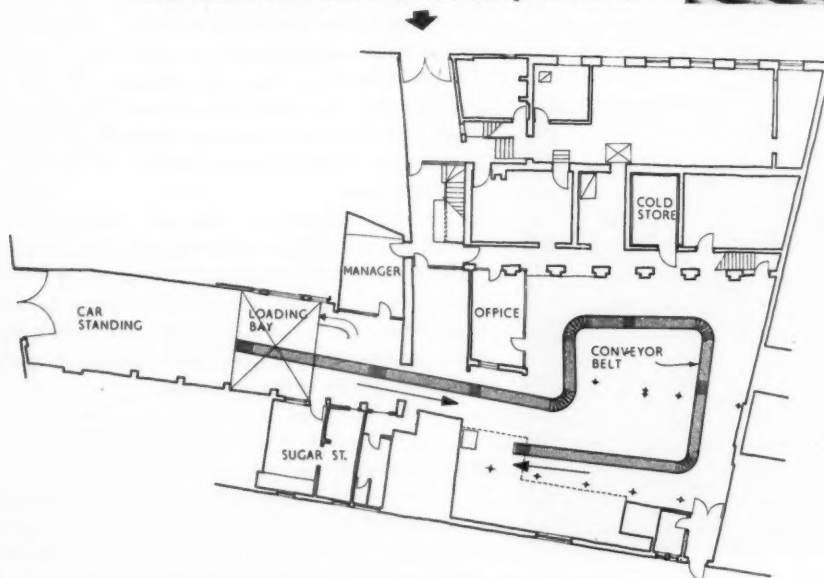 COLD
STORE
MANAGER
OFFICE
CAR
STANDING
LOADING
BAY
CONVEYOR
BELT
SUGAR ST.